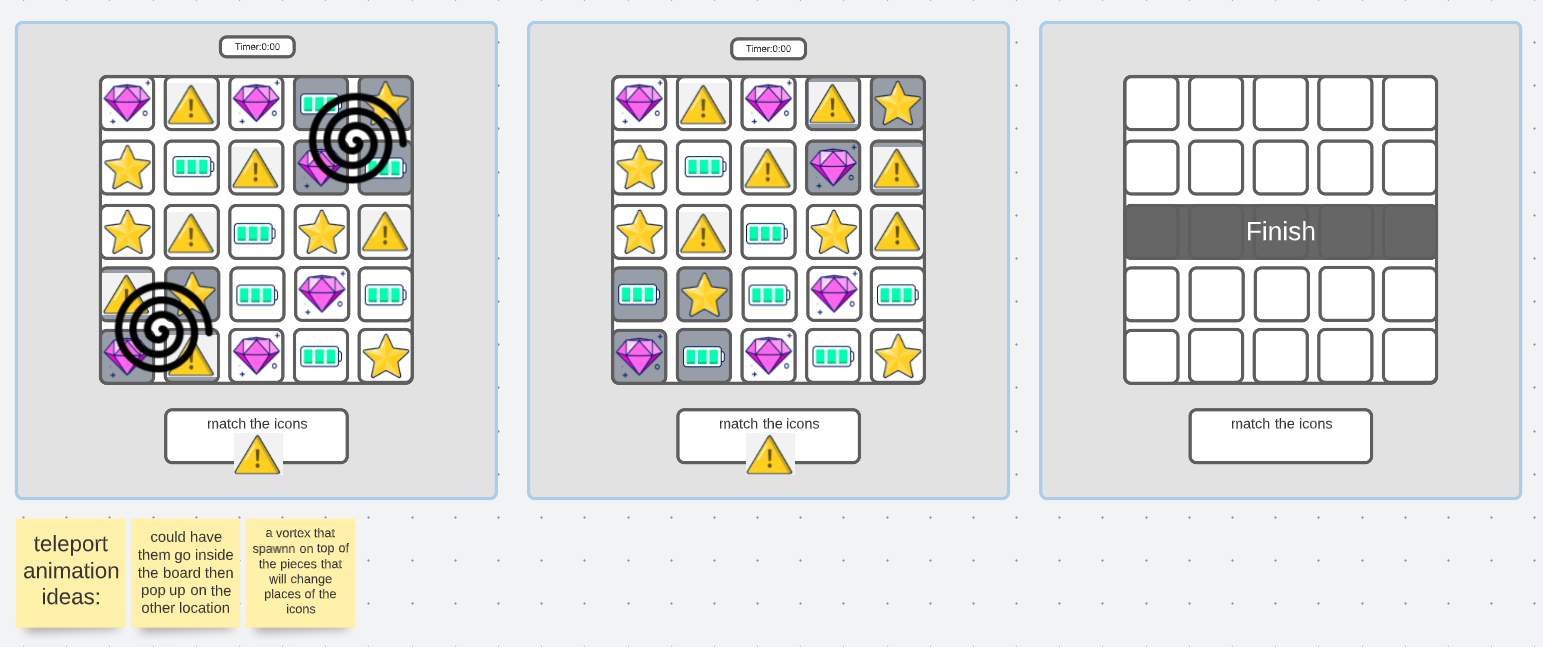 Timer:0:00
match the icons
Timer:0:00
match the icons
Finish
match the icons
teleport
animation
ideas:
could have
them go inside
the board then
pop up on the
other location
a vortex that
spawnn on top of
the pieces that
will change
places of the
icons